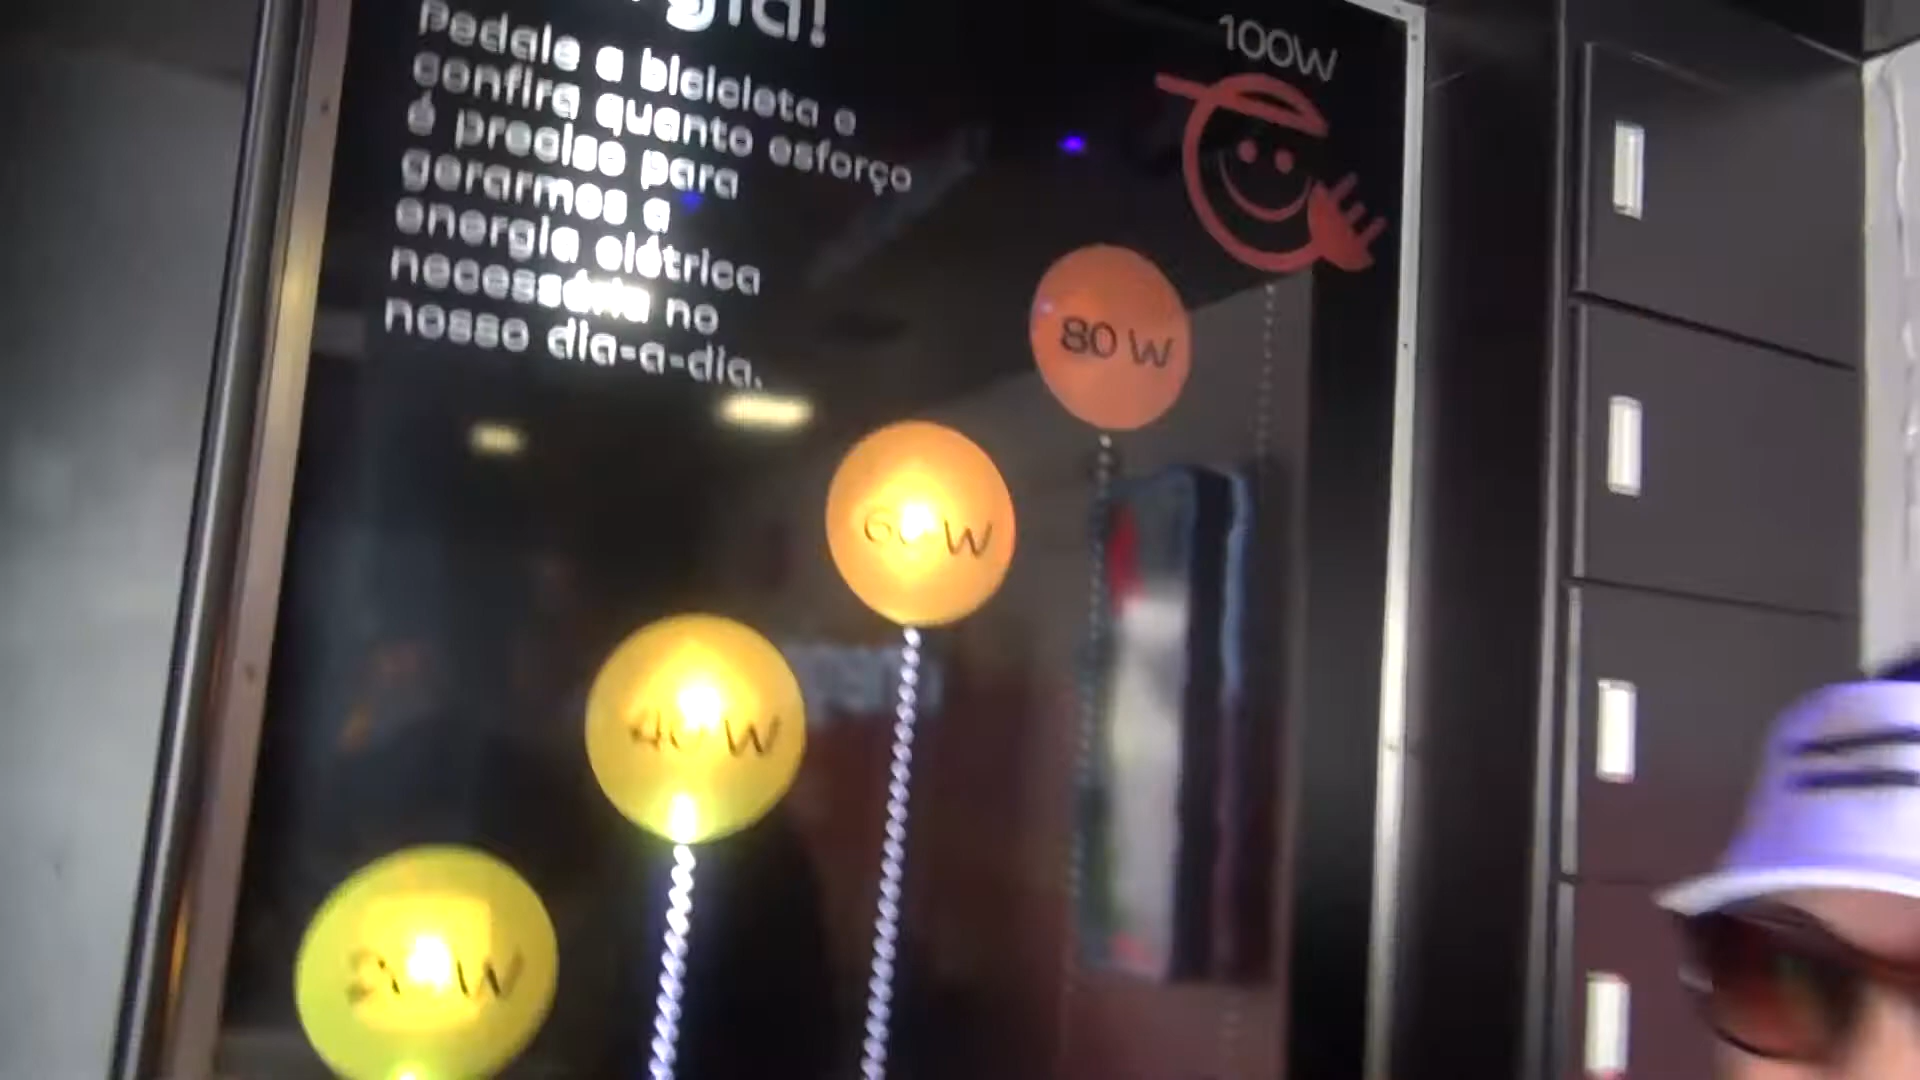 Pedale a bicicleta e
confira quanto esforço
é preciso para
gerarmos a
energia elétrica
necessária no
nosso dia-a-dia.
100W
80 W
60 W
40 W
20 W